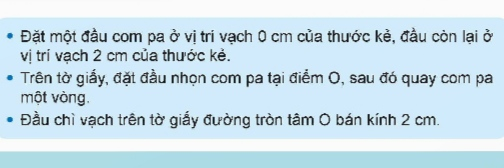 • Đặt một đầu com pa ở vị trí vạch 0 cm của thước kẻ, đầu còn lại ở
vị trí vạch 2 cm của thước kẻ.
• Trên tờ giấy, đặt đầu nhọn com pa tại điểm O, sau đó quay com pa
một vòng.
• Đầu chì vạch trên tờ giấy đường tròn tâm O bán kính 2 cm.